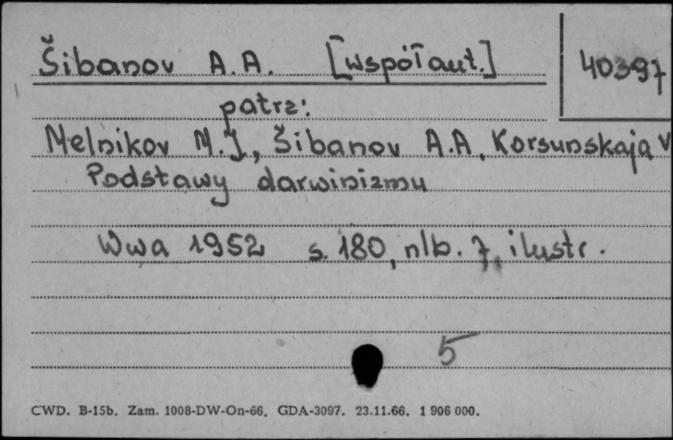 Šibanov A.A. [współaut.] 40397
patrz:
Melnikov M.J., Šibanov A.A, Korsunskaja V
Podstawy darwinizmu
Wwa 1952 s. 180, nlb. 7, ilustr.
5
CWD. B-15b. Zam. 1008-DW-On-66. GDA-3097. 23.11.66. 1 906 000.